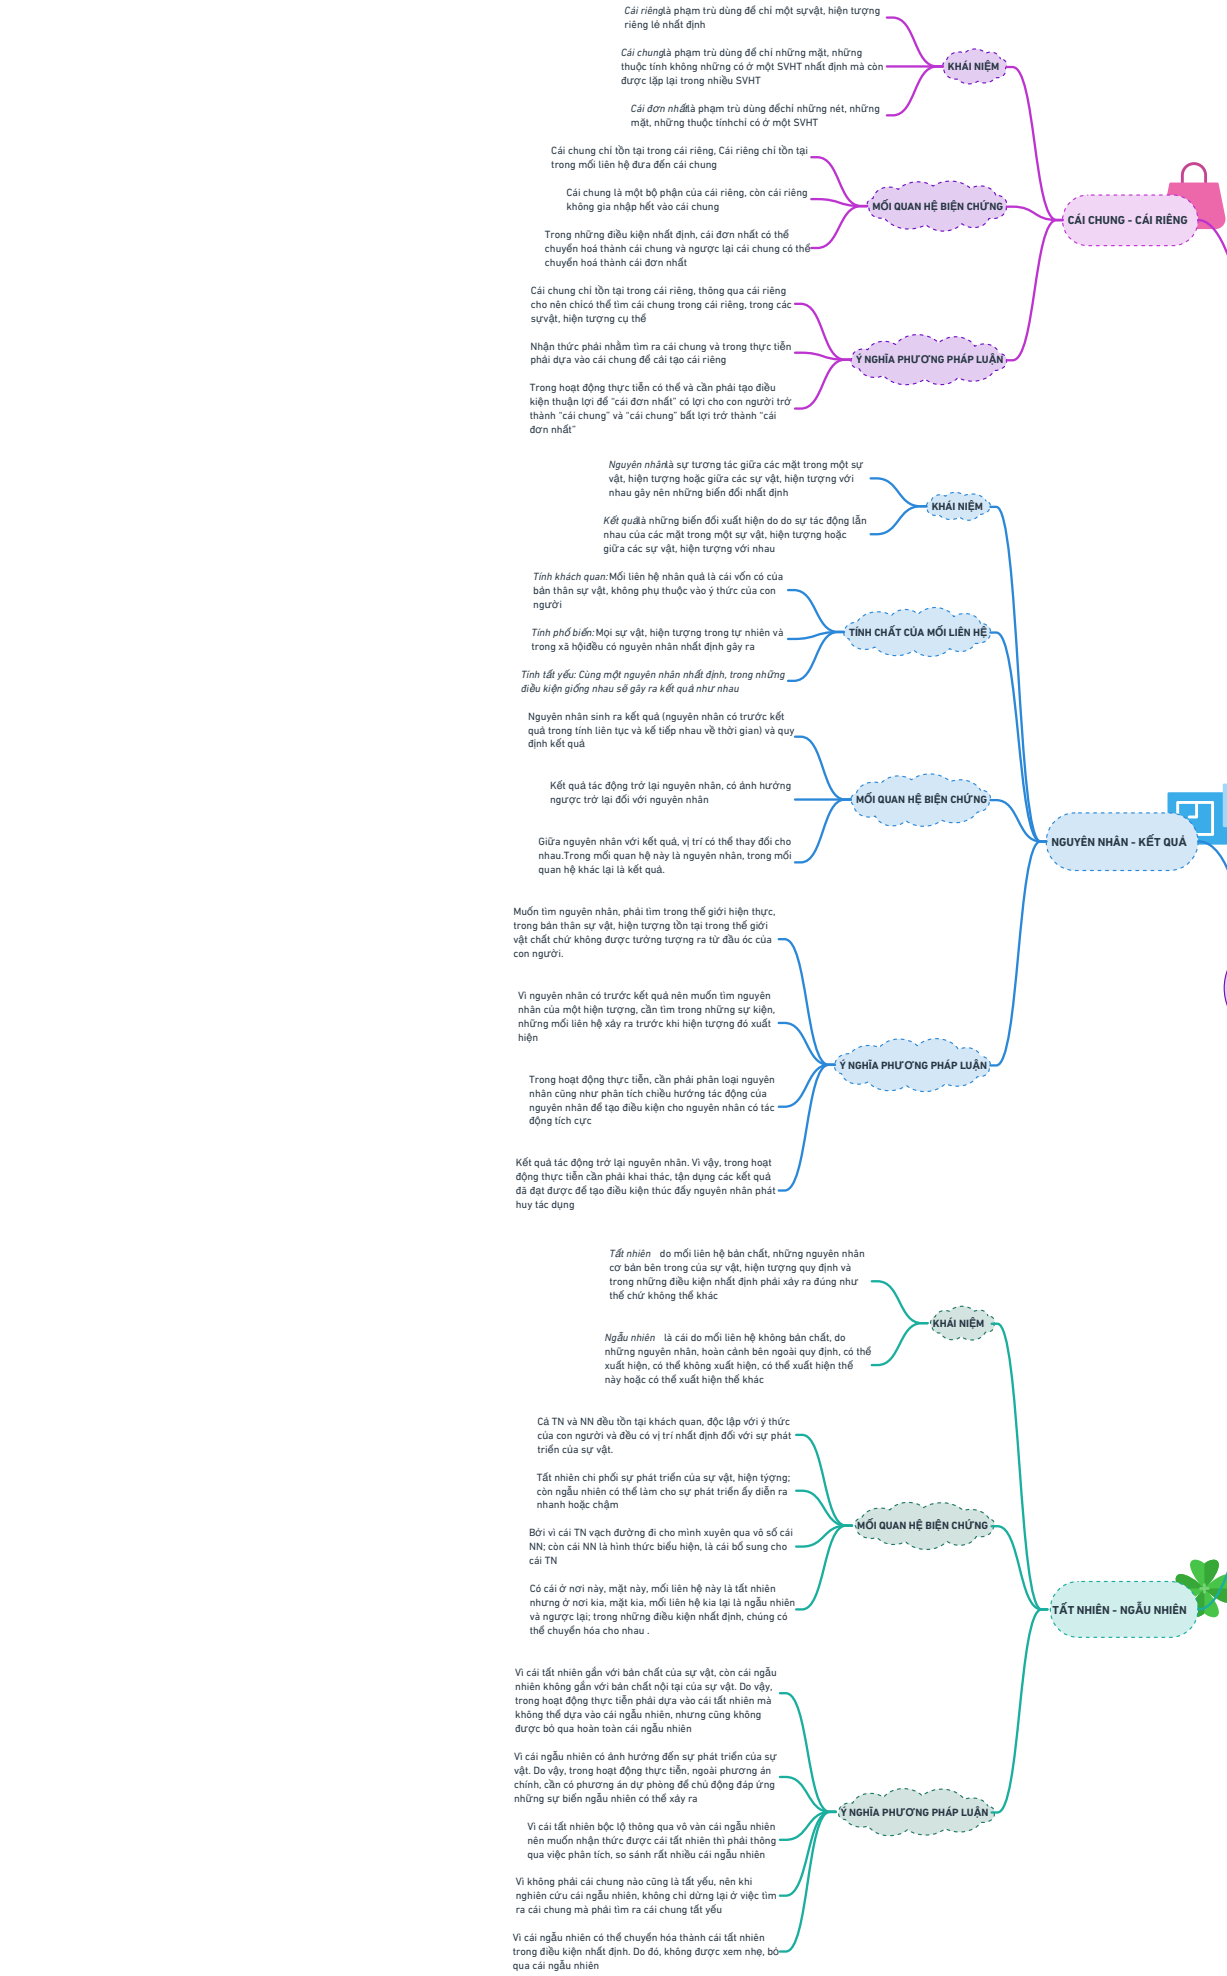 Cái riênglà phạm trù dùng để chỉ một sựvật, hiện tượng
riêng lẻ nhất định
Cái chunglà phạm trù dùng để chỉ những mặt, những
thuộc tính không những có ở một SVHT nhất định mà còn
được lặp lại trong nhiều SVHT
Cái đơn nhấtlà phạm trù dùng đểchỉ những nét, những
mặt, những thuộc tínhchỉ có ở một SVHT
KHÁI NIỆM
Cái chung chỉ tồn tại trong cái riêng, Cái riêng chỉ tồn tại
trong mối liên hệ đưa đến cái chung
Cái chung là một bộ phận của cái riêng, còn cái riêng
không gia nhập hết vào cái chung
Trong những điều kiện nhất định, cái đơn nhất có thể
chuyển hoá thành cái chung và ngược lại cái chung có thể
chuyển hoá thành cái đơn nhất
MỐI QUAN HỆ BIỆN CHỨNG
Cái chung chỉ tồn tại trong cái riêng, thông qua cái riêng
cho nên chỉcó thể tìm cái chung trong cái riêng, trong các
sựvật, hiện tượng cụ thể
Nhận thức phải nhằm tìm ra cái chung và trong thực tiễn
phải dựa vào cái chung để cải tạo cái riêng
Trong hoạt động thực tiễn có thể và cần phải tạo điều
kiện thuận lợi để "cái đơn nhất" có lợi cho con người trở
thành "cái chung" và "cái chung" bất lợi trở thành "cái
đơn nhất"
Ý NGHĨA PHƯƠNG PHÁP LUẬN
CÁI CHUNG - CÁI RIÊNG
Nguyên nhânlà sự tương tác giữa các mặt trong một sự
vật, hiện tượng hoặc giữa các sự vật, hiện tượng với
nhau gây nên những biến đổi nhất định
Kết quảlà những biến đổi xuất hiện do do sự tác động lẫn
nhau của các mặt trong một sự vật, hiện tượng hoặc
giữa các sự vật, hiện tượng với nhau
KHÁI NIỆM
Tính khách quan:Mối liên hệ nhân quả là cái vốn có của
bản thân sự vật, không phụ thuộc vào ý thức của con
người
Tính phổ biến:Mọi sự vật, hiện tượng trong tự nhiên và
trong xã hộiđều có nguyên nhân nhất định gây ra
Tính tất yếu: Cùng một nguyên nhân nhất định, trong những
điều kiện giống nhau sẽ gây ra kết quả như nhau
TÍNH CHẤT CỦA MỐI LIÊN HỆ
Nguyên nhân sinh ra kết quả (nguyên nhân có trước kết
quả trong tính liên tục và kế tiếp nhau về thời gian) và quy
định kết quả
Kết quả tác động trở lại nguyên nhân, có ảnh hưởng
ngược trở lại đối với nguyên nhân
Giữa nguyên nhân với kết quả, vị trí có thể thay đổi cho
nhau.Trong mối quan hệ này là nguyên nhân, trong mối
quan hệ khác lại là kết quả.
MỐI QUAN HỆ BIỆN CHỨNG
Muốn tìm nguyên nhân, phải tìm trong thế giới hiện thực,
trong bản thân sự vật, hiện tượng tồn tại trong thế giới
vật chất chứ không được tưởng tượng ra từ đầu óc của
con người.
Vì nguyên nhân có trước kết quả nên muốn tìm nguyên
nhân của một hiện tượng, cần tìm trong những sự kiện,
những mối liên hệ xảy ra trước khi hiện tượng đó xuất
hiện
Trong hoạt động thực tiễn, cần phải phân loại nguyên
nhân cũng như phân tích chiều hướng tác động của
nguyên nhân để tạo điều kiện cho nguyên nhân có tác
động tích cực
Kết quả tác động trở lại nguyên nhân. Vì vậy, trong hoạt
động thực tiễn cần phải khai thác, tận dụng các kết quả
đã đạt được để tạo điều kiện thúc đẩy nguyên nhân phát
huy tác dụng
Ý NGHĨA PHƯƠNG PHÁP LUẬN
NGUYÊN NHÂN - KẾT QUẢ
Tất nhiên do mối liên hệ bản chất, những nguyên nhân
cơ bản bên trong của sự vật, hiện tượng quy định và
trong những điều kiện nhất định phải xảy ra đúng như
thế chứ không thể khác
Ngẫu nhiên là cái do mối liên hệ không bản chất, do
những nguyên nhân, hoàn cảnh bên ngoài quy định, có thể
xuất hiện, có thể không xuất hiện, có thể xuất hiện thế
này hoặc có thể xuất hiện thế khác
KHÁI NIỆM
Cả TN và NN đều tồn tại khách quan, độc lập với ý thức
của con người và đều có vị trí nhất định đối với sự phát
triển của sự vật.
Tất nhiên chi phối sự phát triển của sự vật, hiện týợng;
còn ngẫu nhiên có thể làm cho sự phát triển ấy diễn ra
nhanh hoặc chậm
Bởi vì cái TN vạch đường đi cho mình xuyên qua vô số cái
NN; còn cái NN là hình thức biểu hiện, là cái bổ sung cho
cái TN
Có cái ở nơi này, mặt này, mối liên hệ này là tất nhiên
nhưng ở nơi kia, mặt kia, mối liên hệ kia lại là ngẫu nhiên
và ngược lại; trong những điều kiện nhất định, chúng có
thể chuyển hóa cho nhau .
MỐI QUAN HỆ BIỆN CHỨNG
Vì cái tất nhiên gắn với bản chất của sự vật, còn cái ngẫu
nhiên không gắn với bản chất nội tại của sự vật. Do vậy,
trong hoạt động thực tiễn phải dựa vào cái tất nhiên mà
không thể dựa vào cái ngẫu nhiên, nhưng cũng không
được bỏ qua hoàn toàn cái ngẫu nhiên
Vì cái ngẫu nhiên có ảnh hưởng đến sự phát triển của sự
vật. Do vậy, trong hoạt động thực tiễn, ngoài phương án
chính, cần có phương án dự phòng để chủ động đáp ứng
những sự biến ngẫu nhiên có thể xảy ra
Vì cái tất nhiên bộc lộ thông qua vô vàn cái ngẫu nhiên
nên muốn nhận thức được cái tất nhiên thì phải thông
qua việc phân tích, so sánh rất nhiều cái ngẫu nhiên
Vì không phải cái chung nào cũng là tất yếu, nên khi
nghiên cứu cái ngẫu nhiên, không chỉ dừng lại ở việc tìm
ra cái chung mà phải tìm ra cái chung tất yếu
Vì cái ngẫu nhiên có thể chuyển hóa thành cái tất nhiên
trong điều kiện nhất định. Do đó, không được xem nhẹ, bỏ
qua cái ngẫu nhiên
Ý NGHĨA PHƯƠNG PHÁP LUẬN
TẤT NHIÊN - NGẪU NHIÊN